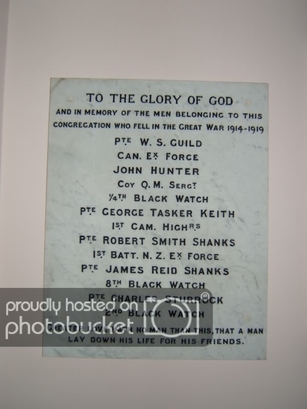 TO THE GLORY OF GOD
AND IN MEMORY OF THE MEN BELONGING TO THIS
CONGREGATION WHO FELL IN THE GREAT WAR 1914-1919
PTE W. S. GUILD
CAN. EX FORCE
JOHN HUNTER
COY Q. M. SERGT
1/4TH BLACK WATCH
PTE GEORGE TASKER KEITH
1ST CAM. HIGHRS
PTE ROBERT SMITH SHANKS
1ST BATT. N. Z. EX FORCE
PTE JAMES REID SHANKS
8TH BLACK WATCH
PTE CHARLES STURROCK
2ND BLACK WATCH
NO MAN THAN THIS, THAT A MAN
LAY DOWN HIS LIFE FOR HIS FRIENDS.
proudly hosted on
photobucket